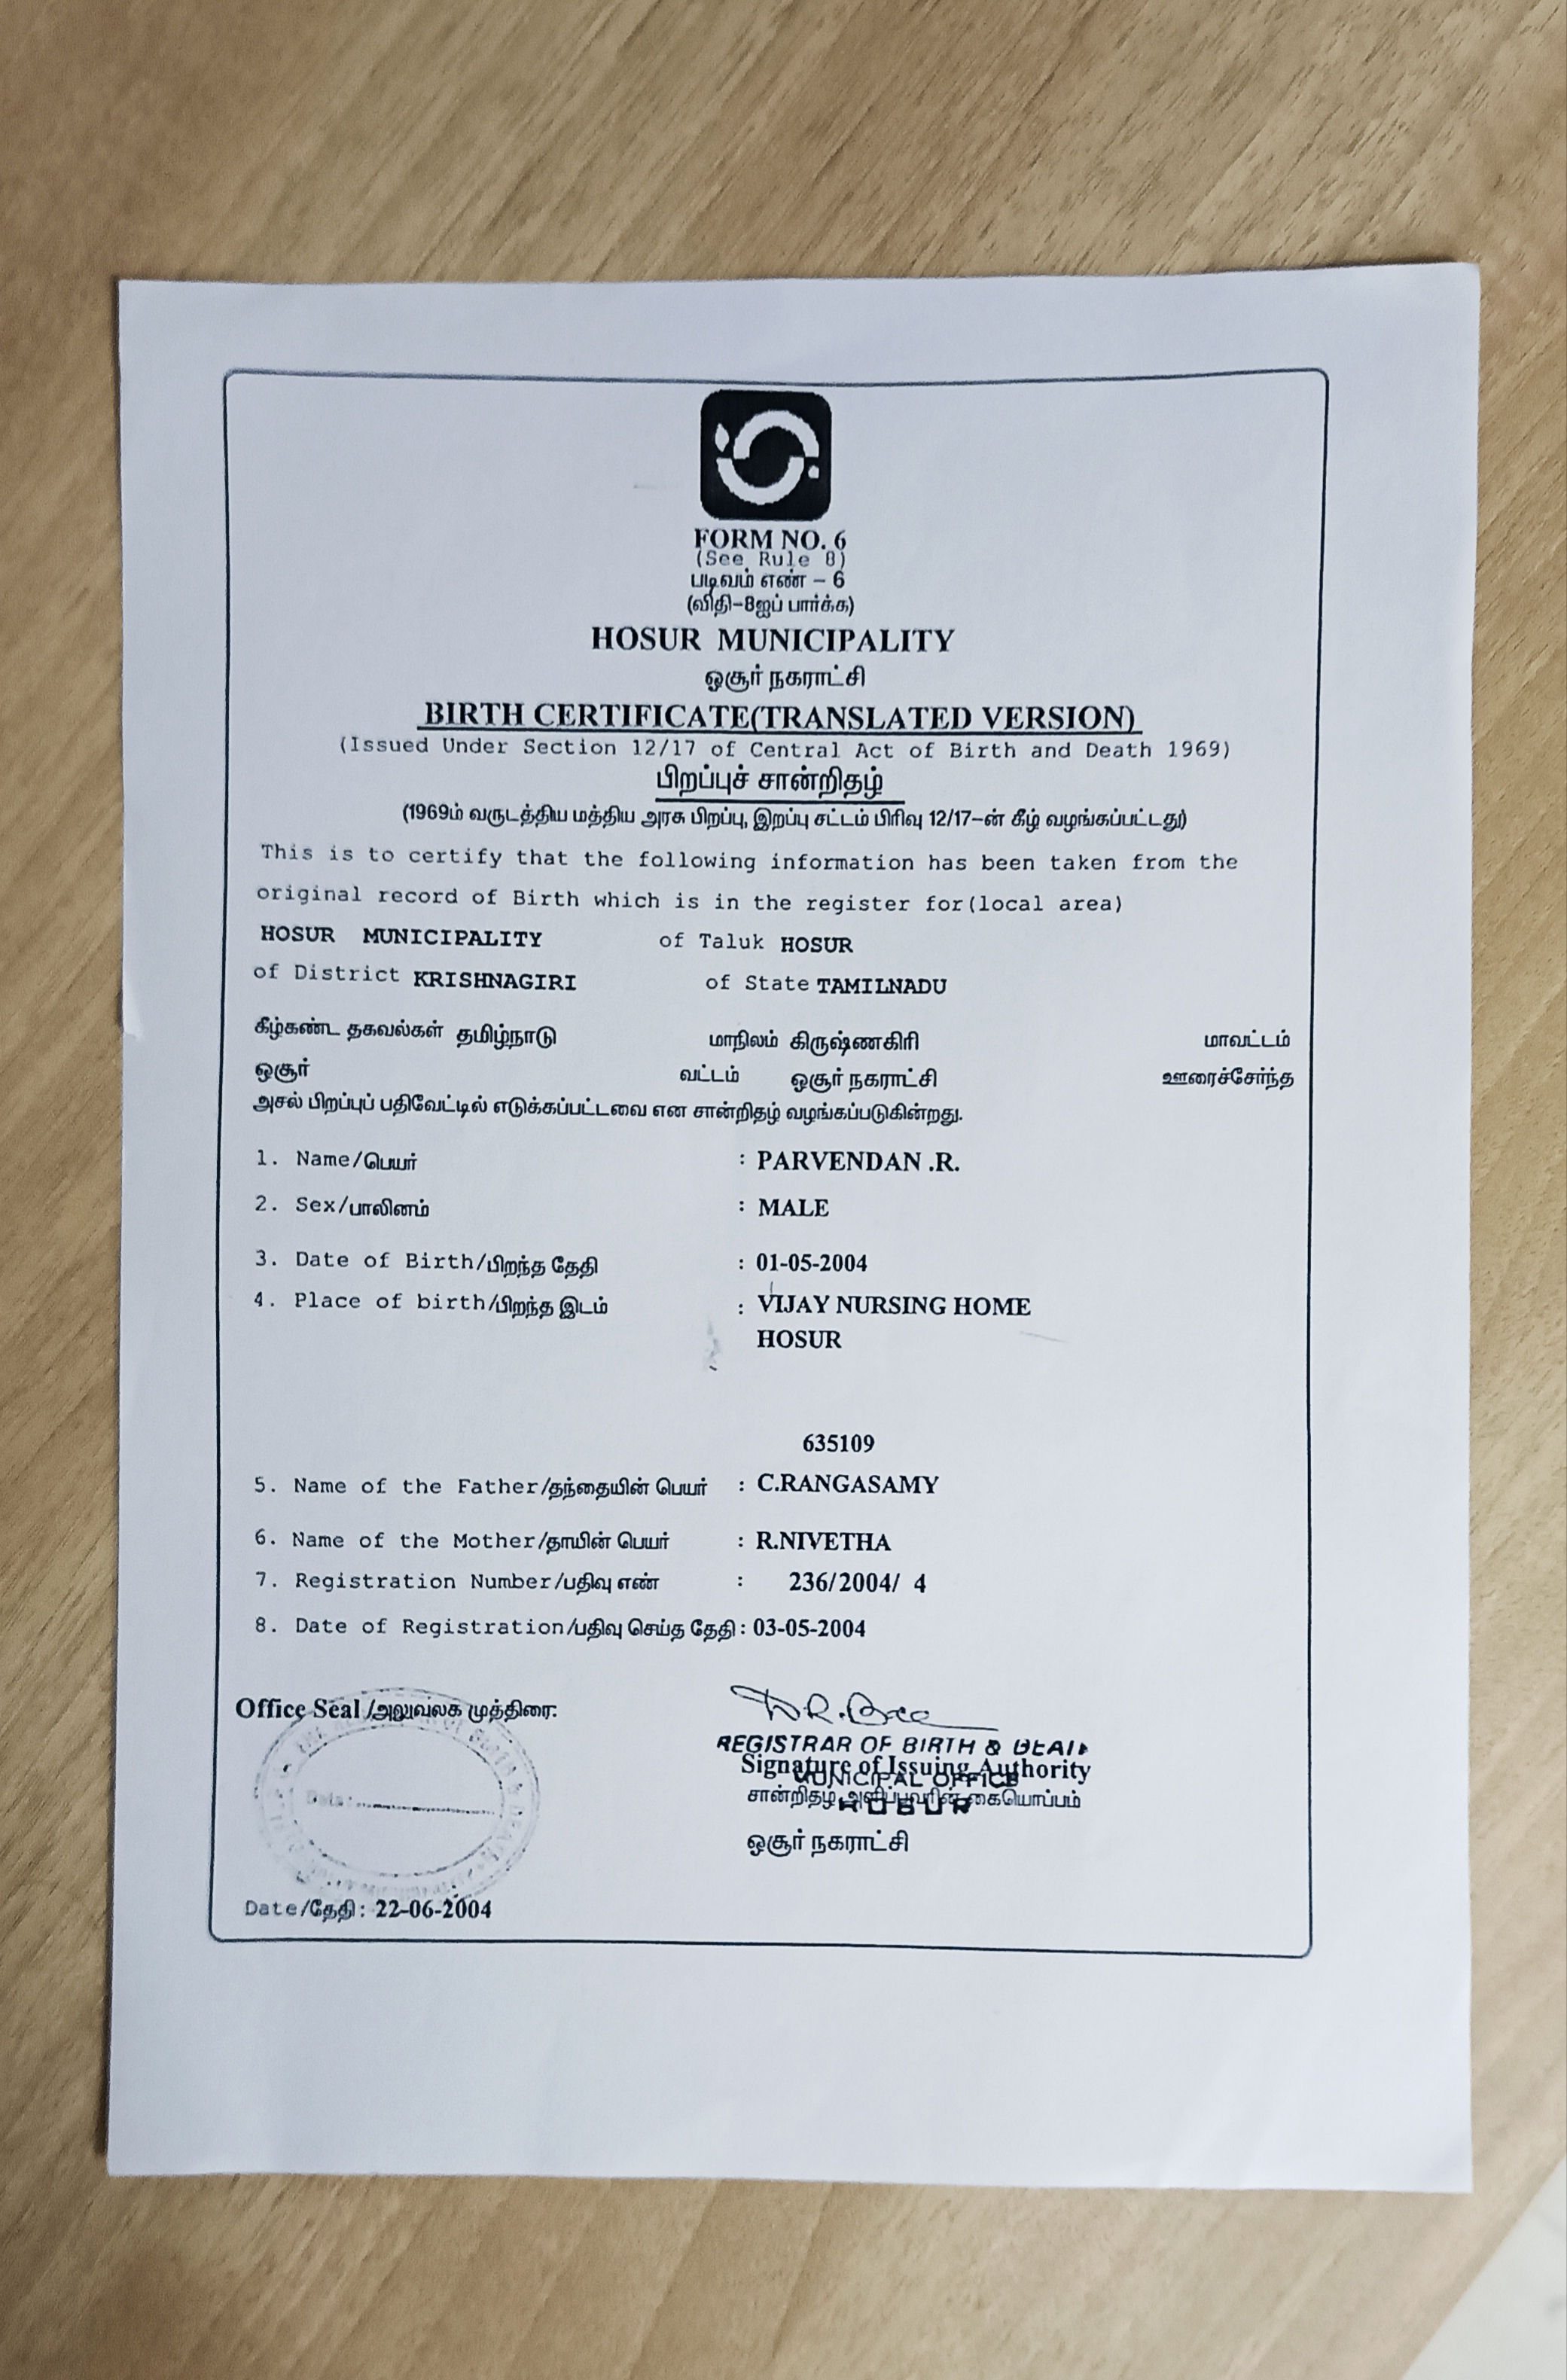 FORM NO. 6
(See Rule 8)
படிவம் எண் – 6
(விதி–8ஐப் பார்க்க)
HOSUR MUNICIPALITY
ஓசூர் நகராட்சி
BIRTH CERTIFICATE(TRANSLATED VERSION)
(Issued Under Section 12/17 of Central Act of Birth and Death 1969)
பிறப்புச் சான்றிதழ்
(1969ம் வருடத்திய மத்திய அரசு பிறப்பு, இறப்பு சட்டம் பிரிவு 12/17–ன் கீழ் வழங்கப்பட்டது)
This is to certify that the following information has been taken from the
original record of Birth which is in the register for(local area)
HOSUR MUNICIPALITY of Taluk HOSUR
of District KRISHNAGIRI of State TAMILNADU
கீழ்கண்ட தகவல்கள் தமிழ்நாடு மாநிலம் கிருஷ்ணகிரி மாவட்டம்
ஓசூர் வட்டம் ஓசூர் நகராட்சி ஊரைச்சேர்ந்த
அசல் பிறப்புப் பதிவேட்டில் எடுக்கப்பட்டவை என சான்றிதழ் வழங்கப்படுகின்றது.
1. Name/பெயர் : PARVENDAN .R.
2. Sex/பாலினம் : MALE
3. Date of Birth/பிறந்த தேதி : 01-05-2004
4. Place of birth/பிறந்த இடம் : VIJAY NURSING HOME
HOSUR
635109
5. Name of the Father/தந்தையின் பெயர் : C.RANGASAMY
6. Name of the Mother/தாயின் பெயர் : R.NIVETHA
7. Registration Number/பதிவு எண் : 236/2004/ 4
8. Date of Registration/பதிவு செய்த தேதி : 03-05-2004
Office Seal /அலுவலக முத்திரை:
REGISTRAR OF BIRTH &
Signature of Issuing Authority
MUNICIPAL OFFICE
சான்றிதழ் அளிப்பவரின் கையொப்பம்
HOSUR
ஓசூர் நகராட்சி
Date:
Date/தேதி : 22-06-2004